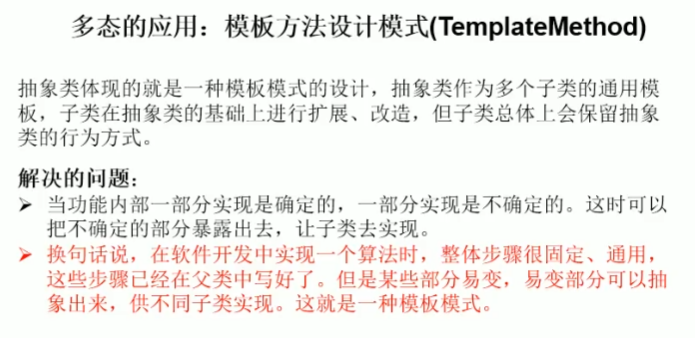 多态的应用：模板方法设计模式(TemplateMethod)
抽象类体现的就是一种模板模式的设计，抽象类作为多个子类的通用模
板，子类在抽象类的基础上进行扩展、改造，但子类总体上会保留抽象
类的行为方式。
解决的问题：
➢ 当功能内部一部分实现是确定的，一部分实现是不确定的。这时可以
把不确定的部分暴露出去，让子类去实现。
➢ 换句话说，在软件开发中实现一个算法时，整体步骤很固定、通用，
这些步骤已经在父类中写好了。但是某些部分易变，易变部分可以抽
象出来，供不同子类实现。这就是一种模板模式。